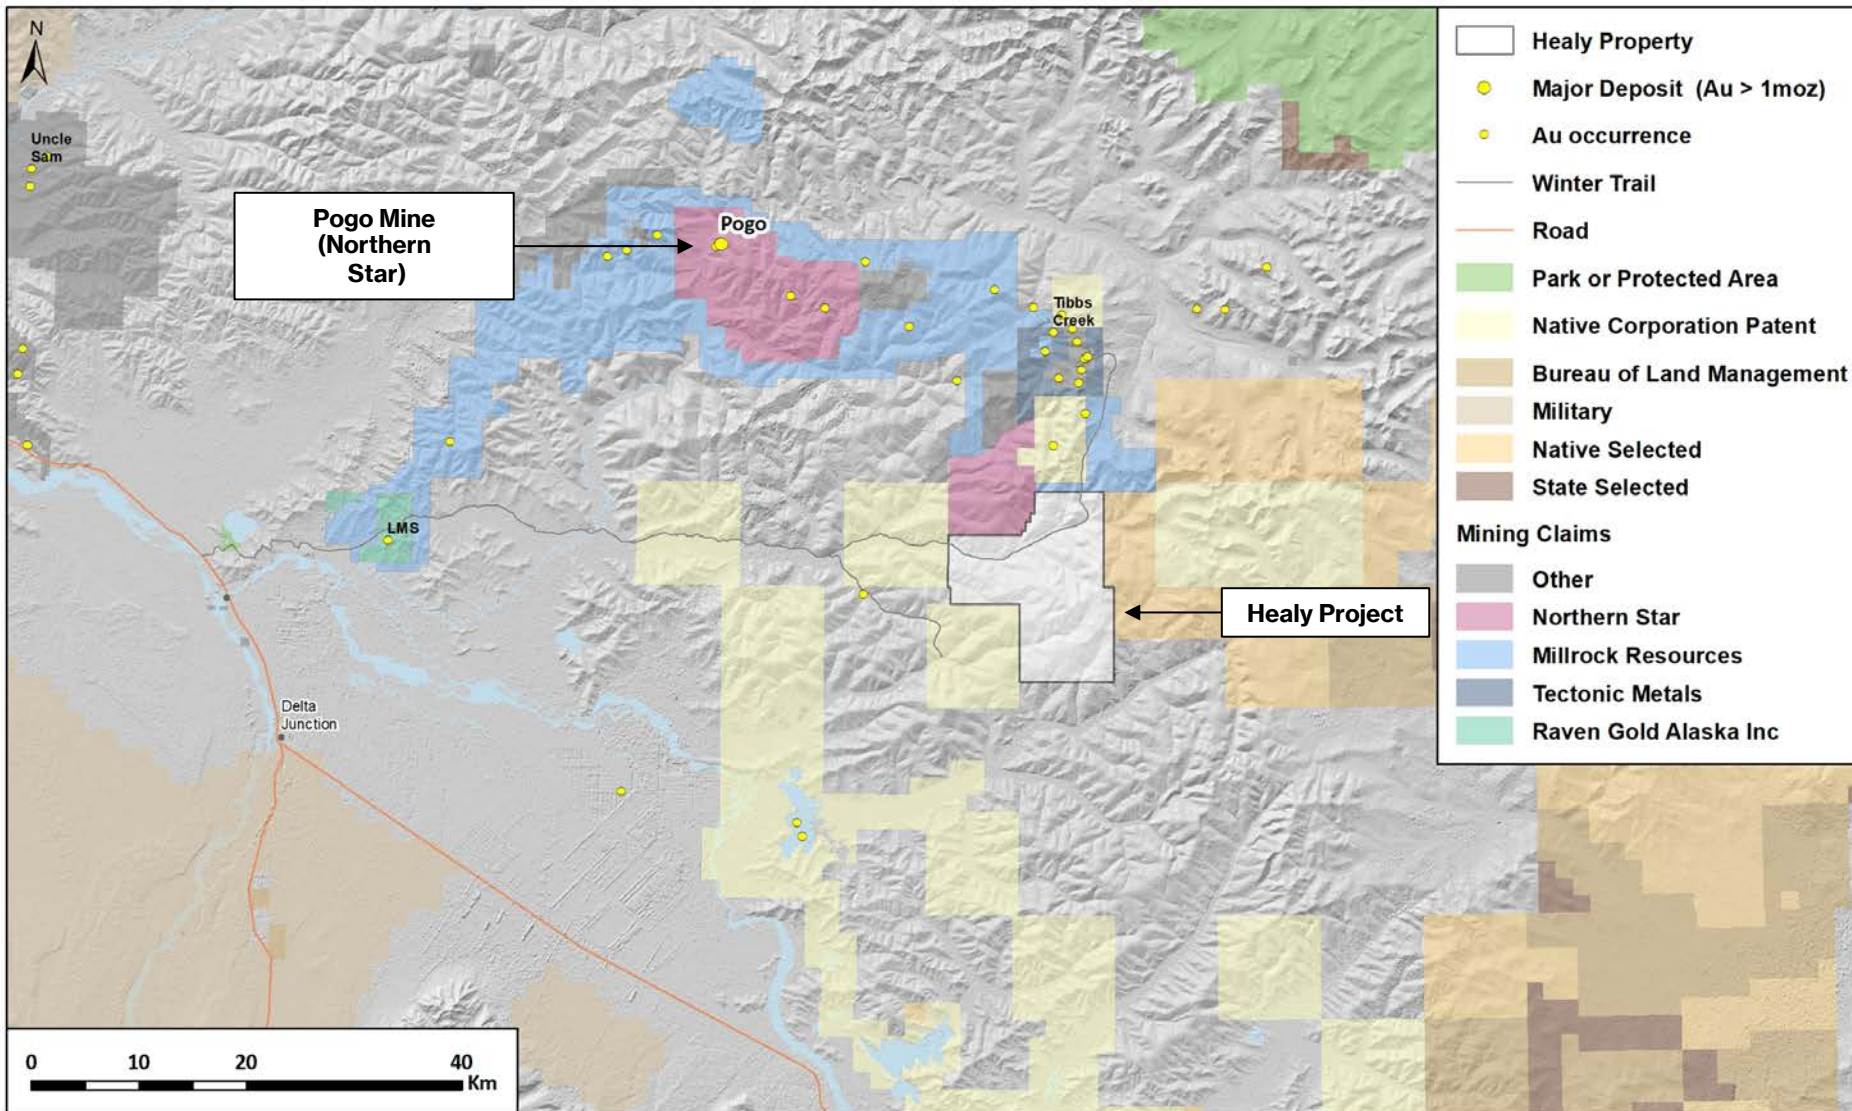 N
Uncle
Sam
Pogo Mine
(Northern
Star)
Pogo
Tibbs
Creek
LMS
Healy Project
Delta
Junction
0 10 20 40
Km
Healy Property
Major Deposit (Au > 1moz)
Au occurrence
Winter Trail
Road
Park or Protected Area
Native Corporation Patent
Bureau of Land Management
Military
Native Selected
State Selected
Mining Claims
Other
Northern Star
Millrock Resources
Tectonic Metals
Raven Gold Alaska Inc